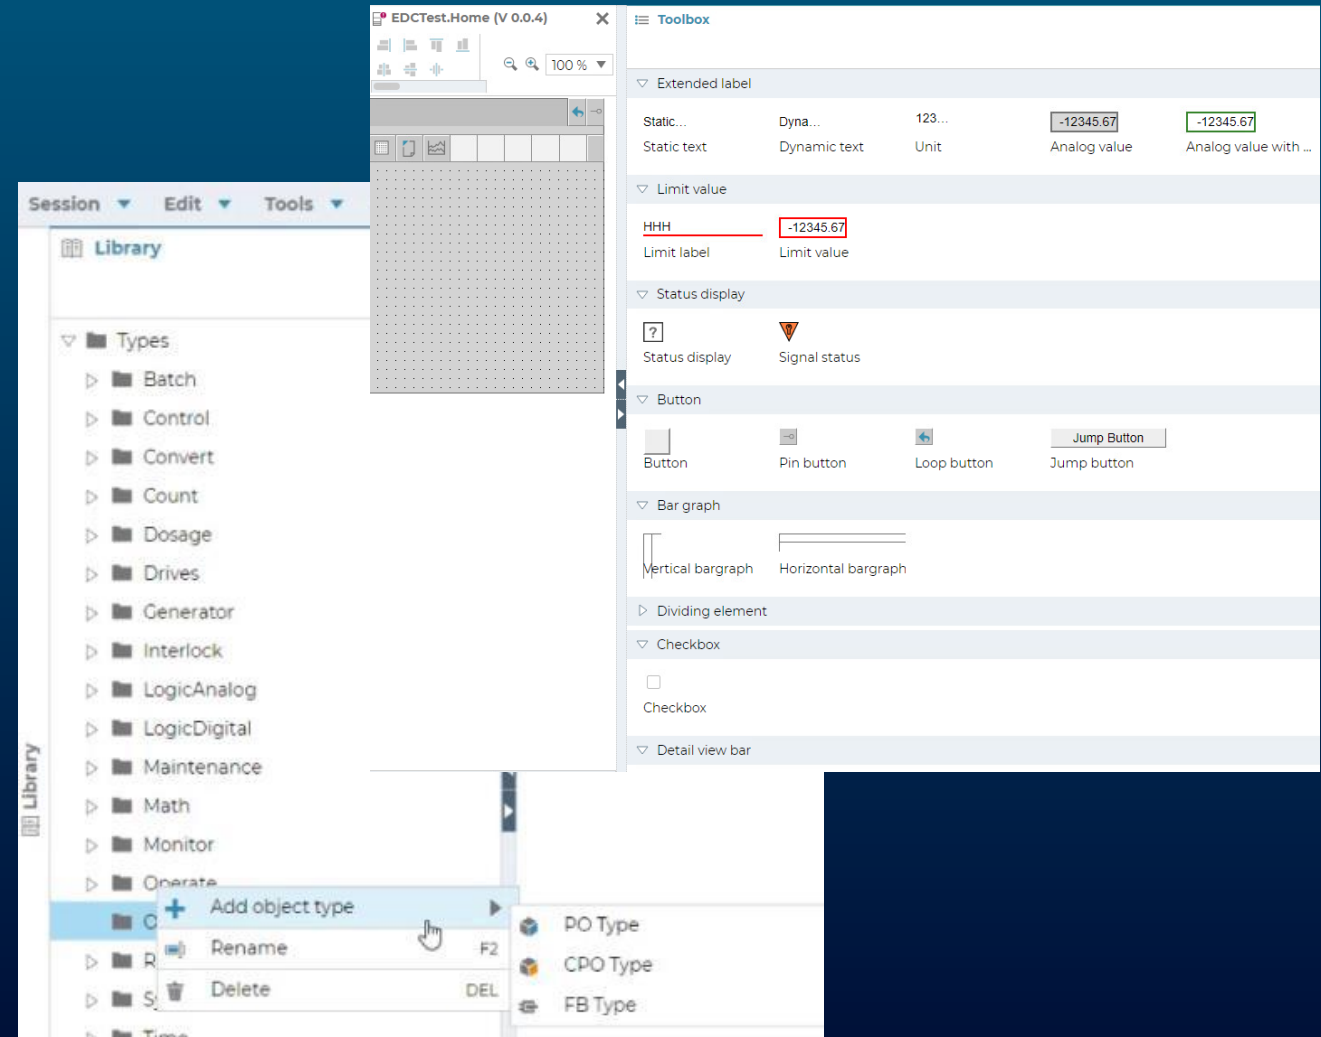 EDCTest.Home (V 0.0.4)
100 %
Toolbox
Extended label
Static...
Dyna...
123...
-12345.67
-12345.67
Static text
Dynamic text
Unit
Analog value
Analog value with ...
Limit value
HHH
-12345.67
Limit label
Limit value
Status display
?
Status display
Signal status
Button
Jump Button
Button
Pin button
Loop button
Jump button
Bar graph
Vertical bargraph
Horizontal bargraph
Dividing element
Checkbox
Checkbox
Detail view bar
Session
Edit
Tools
Library
Library
Types
Batch
Control
Convert
Count
Dosage
Drives
Generator
Interlock
LogicAnalog
LogicDigital
Maintenance
Math
Monitor
Operate
Add object type
Rename F2
Delete DEL
PO Type
CPO Type
FB Type